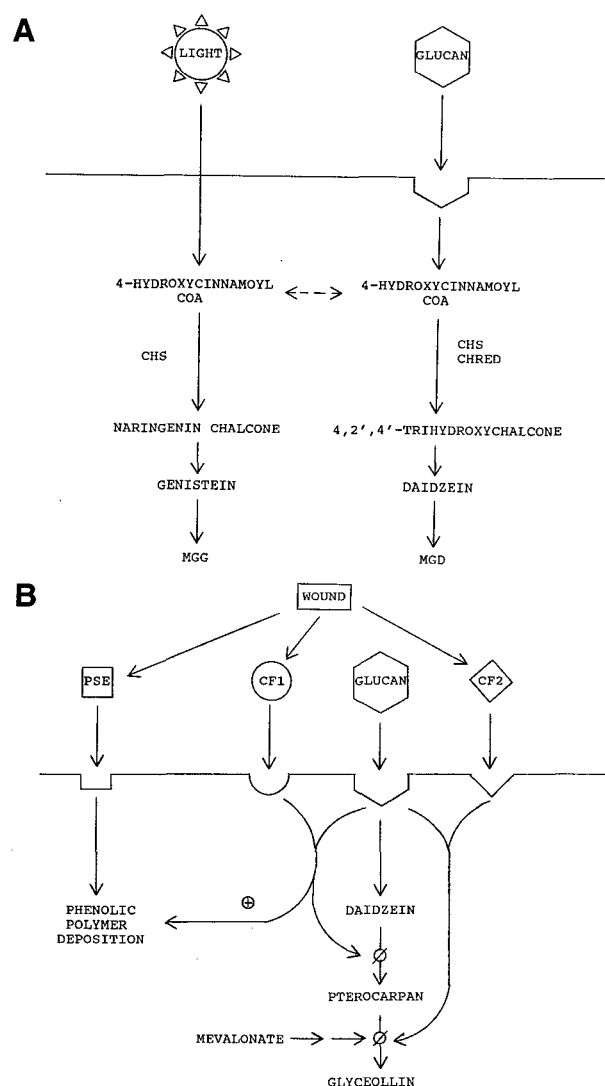 A
LIGHT
GLUCAN
4-HYDROXYCINNAMOYL
COA
4-HYDROXYCINNAMOYL
COA
CHS
CHS
CHRED
NARINGENIN CHALCONE
4,2',4'-TRIHYDROXYCHALCONE
GENISTEIN
DAIDZEIN
MGG
MGD
B
WOUND
PSE
CF1
GLUCAN
CF2
⊕
PHENOLIC
POLYMER
DEPOSITION
DAIDZEIN
PTEROCARPAN
MEVALONATE
GLYCEOLLIN